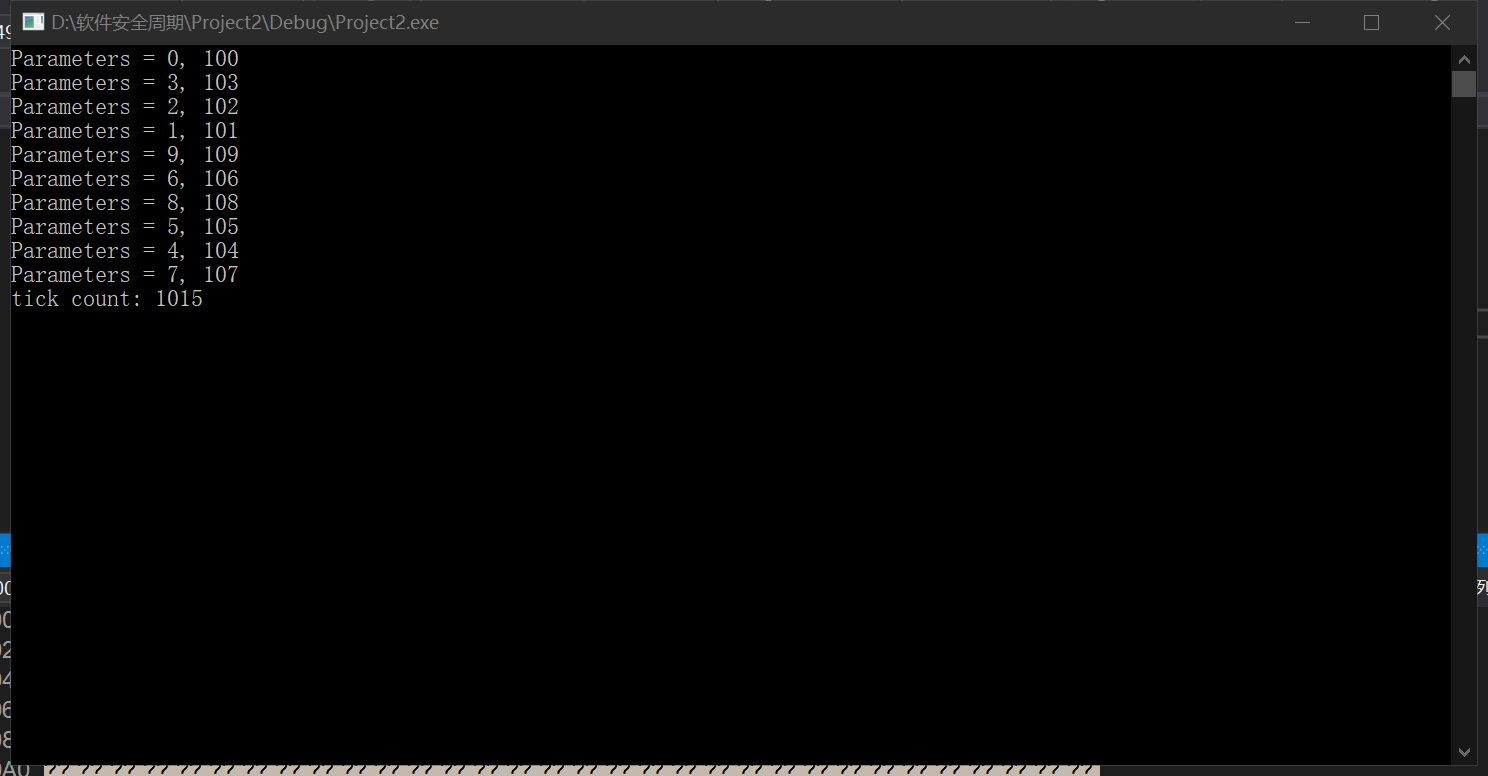 D:\软件安全周期\Project2\Debug\Project2.exe
Parameters = 0, 100
Parameters = 3, 103
Parameters = 2, 102
Parameters = 1, 101
Parameters = 9, 109
Parameters = 6, 106
Parameters = 8, 108
Parameters = 5, 105
Parameters = 4, 104
Parameters = 7, 107
tick count: 1015